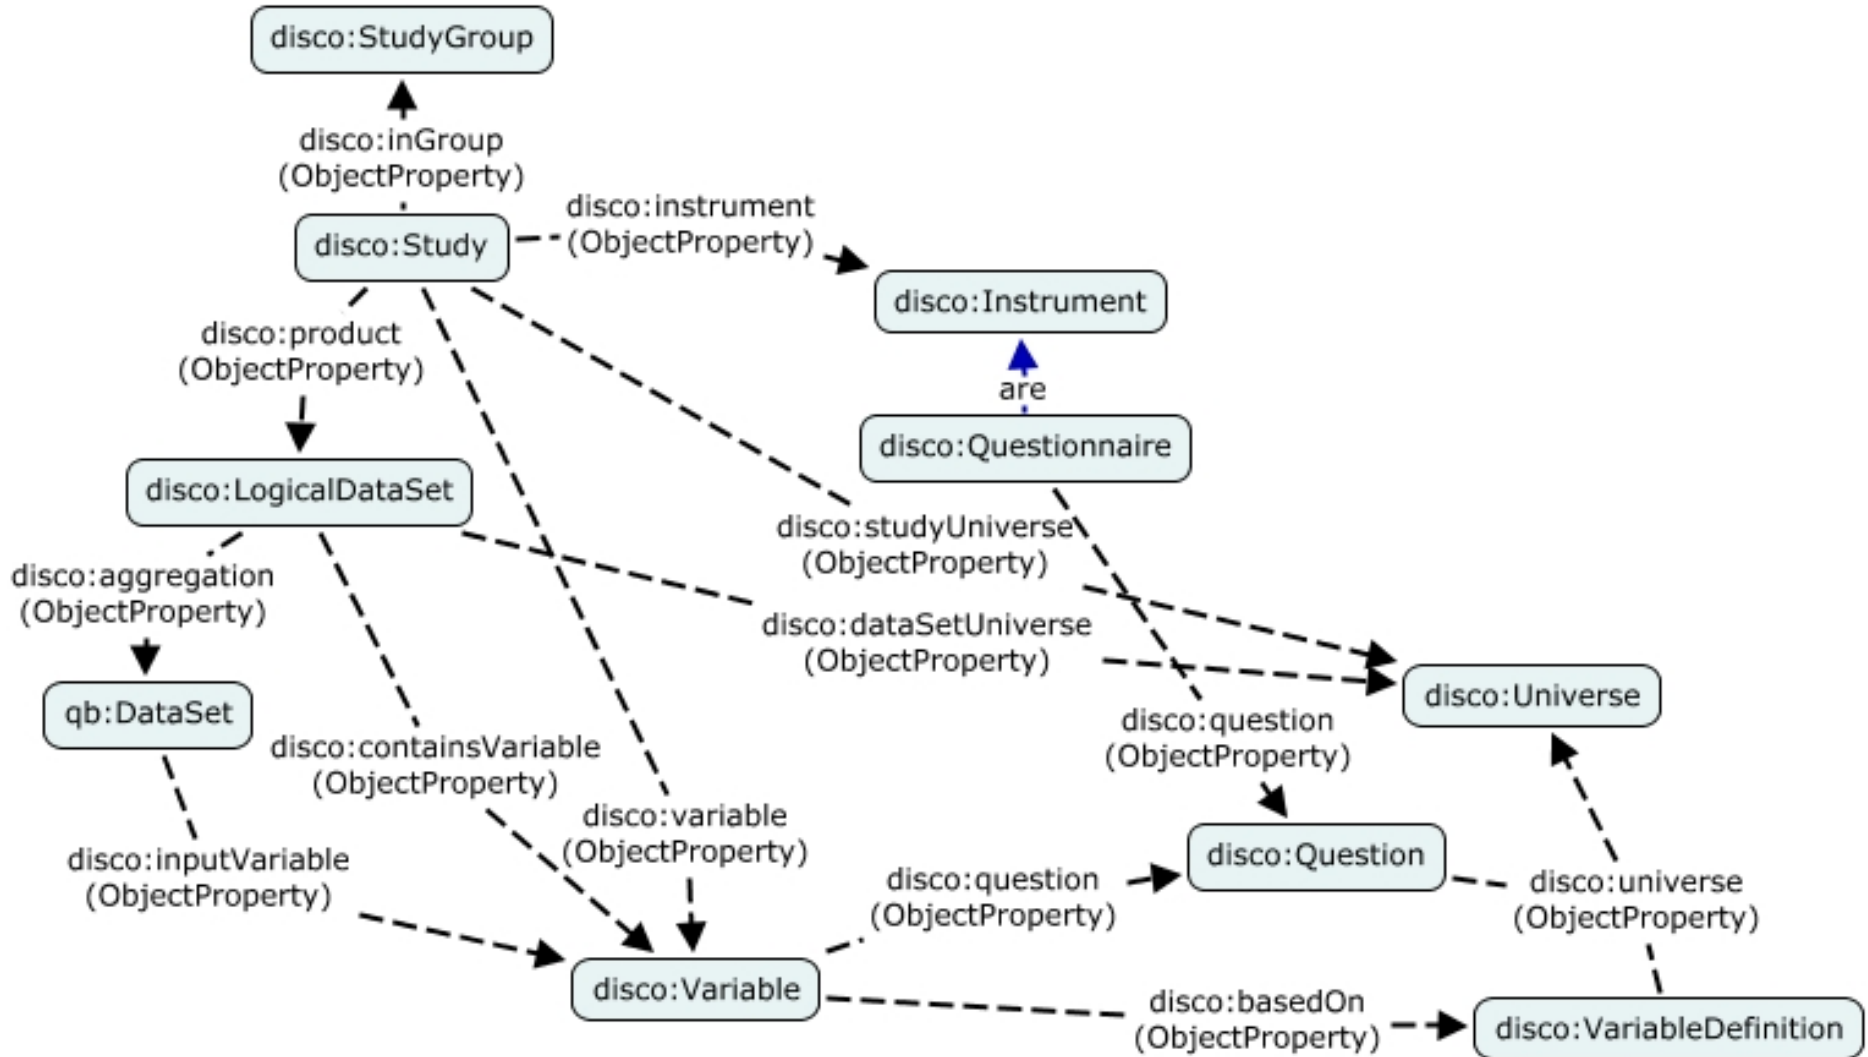 disco:StudyGroup
disco:inGroup
(ObjectProperty)
disco:Study
disco:instrument
(ObjectProperty)
disco:Instrument
disco:product
(ObjectProperty)
are
disco:Questionnaire
disco:LogicalDataSet
disco:studyUniverse
(ObjectProperty)
disco:aggregation
(ObjectProperty)
disco:dataSetUniverse
(ObjectProperty)
disco:Universe
qb:DataSet
disco:question
(ObjectProperty)
disco:containsVariable
(ObjectProperty)
disco:variable
(ObjectProperty)
disco:inputVariable
(ObjectProperty)
disco:Question
disco:question
(ObjectProperty)
disco:universe
(ObjectProperty)
disco:Variable
disco:basedOn
(ObjectProperty)
disco:VariableDefinition